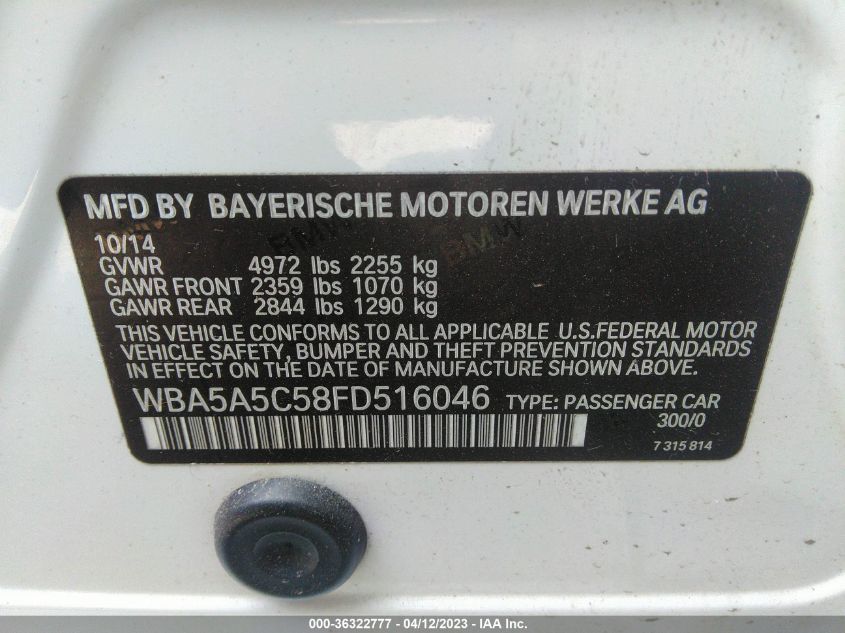 MFD BY BAYERISCHE MOTOREN WERKE AG
10/14
GVWR 4972 lbs 2255 kg
GAWR FRONT 2359 lbs 1070 kg
GAWR REAR 2844 lbs 1290 kg
THIS VEHICLE CONFORMS TO ALL APPLICABLE U.S.FEDERAL MOTOR
VEHICLE SAFETY, BUMPER AND THEFT PREVENTION STANDARDS
IN EFFECT ON THE DATE OF MANUFACTURE SHOWN ABOVE.
WBA5A5C58FD516046 TYPE: PASSENGER CAR
300/0
7 315 814
BMW
BMW
000-36322777 - 04/12/2023 - IAA Inc.